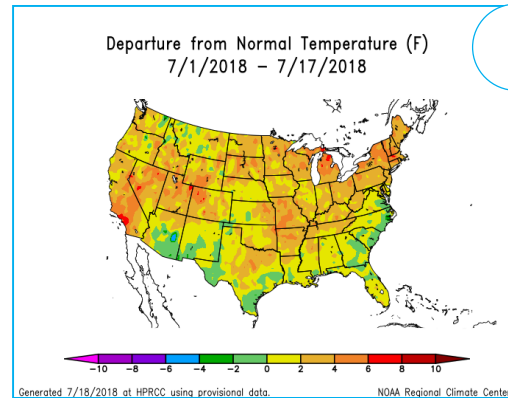 Departure from Normal Temperature (F)
7/1/2018 – 7/17/2018
-10 -8 -6 -4 -2 0 2 4 6 8 10
Generated 7/18/2018 at HPRCC using provisional data.
NOAA Regional Climate Center